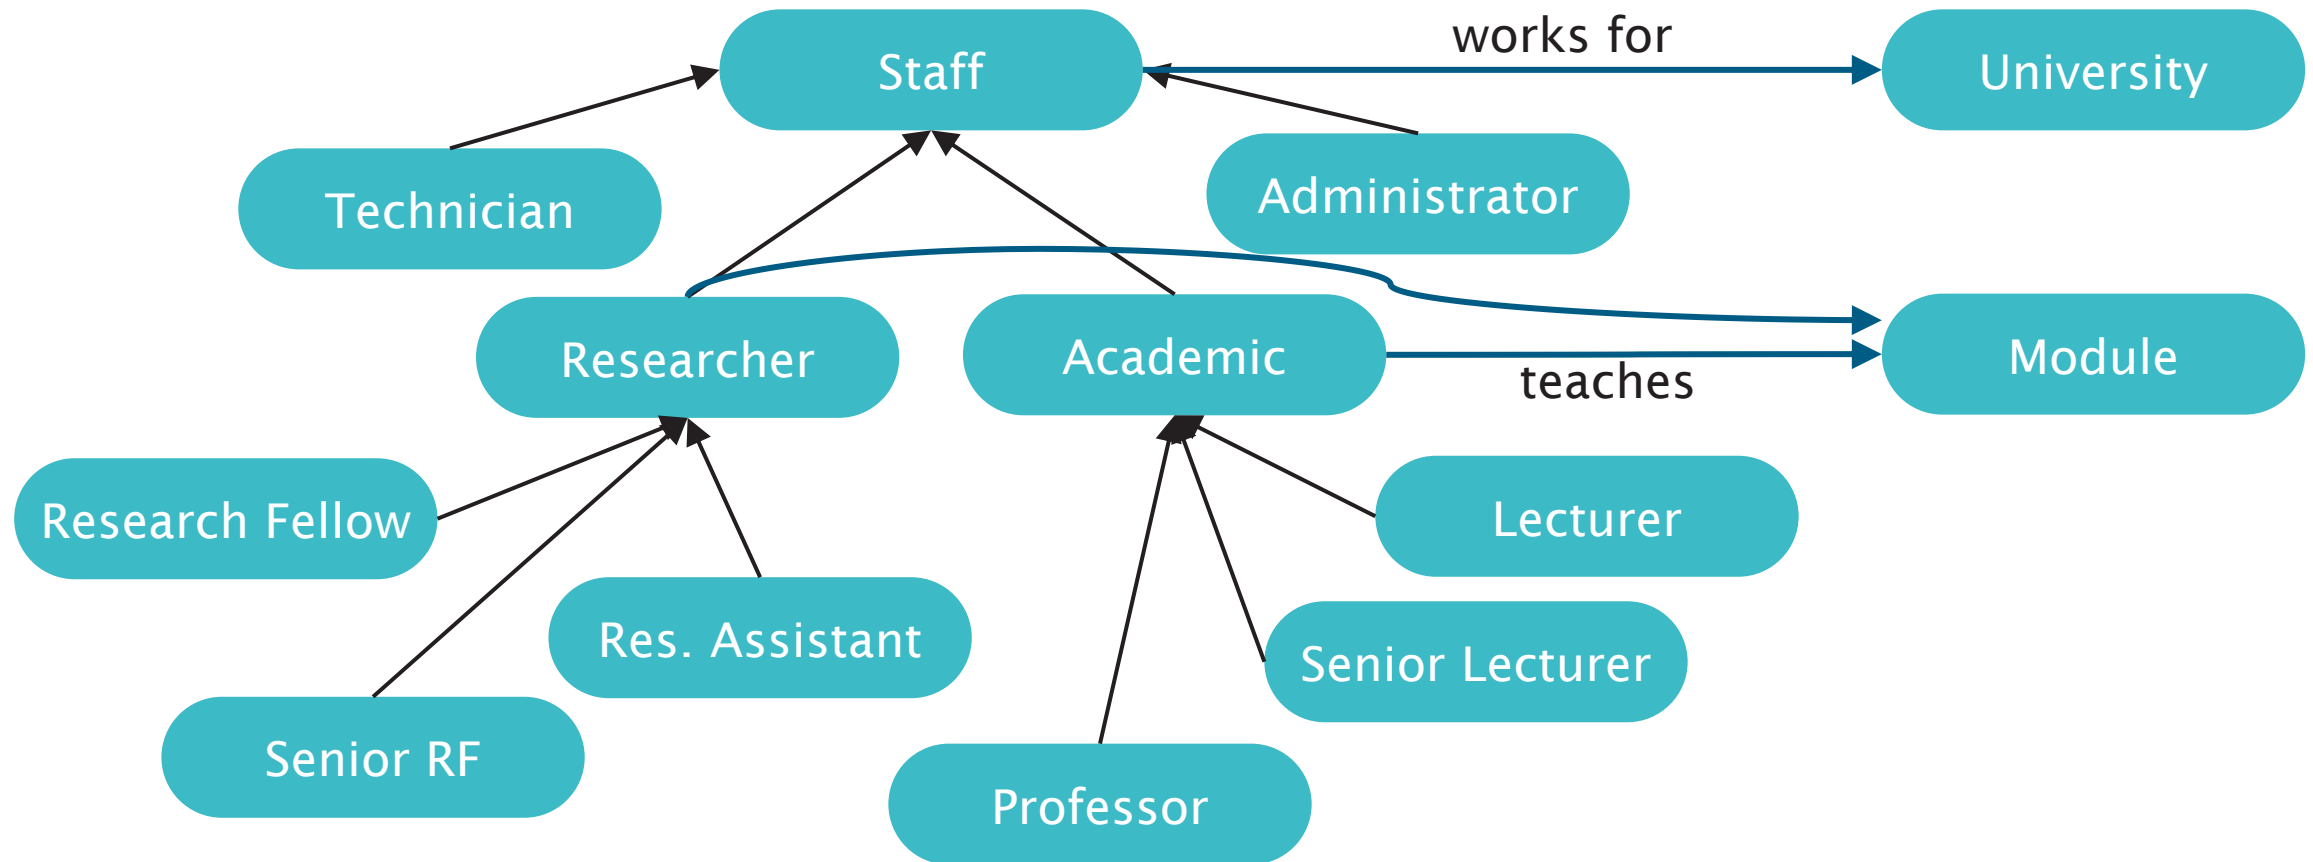 works for
Staff
University
Technician
Administrator
Researcher
Academic
teaches
Module
Research Fellow
Lecturer
Res. Assistant
Senior Lecturer
Senior RF
Professor